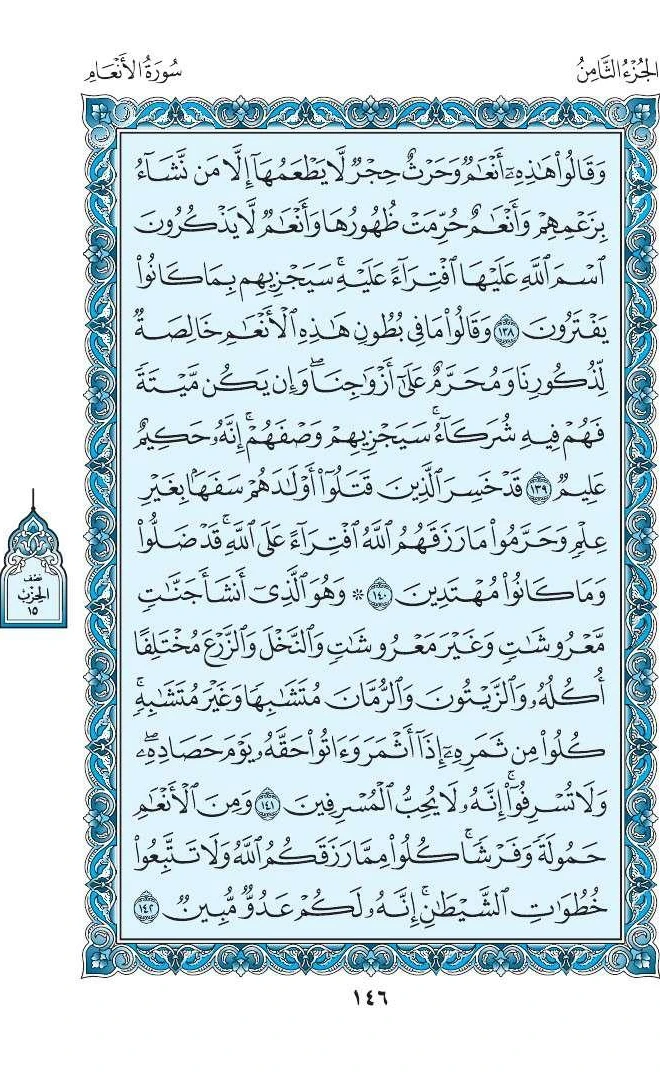 الجُزْءُ الثَّامِنُ
سُورَةُ الأَنْعَامِ
وَقَالُوا۟ هَٰذِهِۦٓ أَنْعَٰمٌ وَحَرْثٌ حِجْرٌ لَّا يَطْعَمُهَآ إِلَّا مَن نَّشَآءُ
بِزَعْمِهِمْ وَأَنْعَٰمٌ حُرِّمَتْ ظُهُورُهَا وَأَنْعَٰمٌ لَّا يَذْكُرُونَ
ٱسْمَ ٱللَّهِ عَلَيْهَا ٱفْتِرَآءً عَلَيْهِ ۚ سَيَجْزِيهِم بِمَا كَانُوا۟
يَفْتَرُونَ ١٣٨ وَقَالُوا۟ مَا فِى بُطُونِ هَٰذِهِ ٱلْأَنْعَٰمِ خَالِصَةٌ
لِّذُكُورِنَا وَمُحَرَّمٌ عَلَىٰٓ أَزْوَٰجِنَا ۖ وَإِن يَكُن مَّيْتَةً
فَهُمْ فِيهِ شُرَكَآءُ ۚ سَيَجْزِيهِمْ وَصْفَهُمْ ۚ إِنَّهُۥ حَكِيمٌ
عَلِيمٌ ١٣٩ قَدْ خَسِرَ ٱلَّذِينَ قَتَلُوٓا۟ أَوْلَٰدَهُمْ سَفَهًۢا بِغَيْرِ
عِلْمٍ وَحَرَّمُوا۟ مَا رَزَقَهُمُ ٱللَّهُ ٱفْتِرَآءً عَلَى ٱللَّهِ ۚ قَدْ ضَلُّوا۟
وَمَا كَانُوا۟ مُهْتَدِينَ ١٤٠ * وَهُوَ ٱلَّذِىٓ أَنشَأَ جَنَّٰتٍ
مَّعْرُوشَٰتٍ وَغَيْرَ مَعْرُوشَٰتٍ وَٱلنَّخْلَ وَٱلزَّرْعَ مُخْتَلِفًا
أُكُلُهُۥ وَٱلزَّيْتُونَ وَٱلرُّمَّانَ مُتَشَٰبِهًا وَغَيْرَ مُتَشَٰبِهٍ ۚ
كُلُوا۟ مِن ثَمَرِهِۦٓ إِذَآ أَثْمَرَ وَءَاتُوا۟ حَقَّهُۥ يَوْمَ حَصَادِهِۦ ۖ
وَلَا تُسْرِفُوٓا۟ ۚ إِنَّهُۥ لَا يُحِبُّ ٱلْمُسْرِفِينَ ١٤١ وَمِنَ ٱلْأَنْعَٰمِ
حَمُولَةً وَفَرْشًا ۚ كُلُوا۟ مِمَّا رَزَقَكُمُ ٱللَّهُ وَلَا تَتَّبِعُوا۟
خُطُوَٰتِ ٱلشَّيْطَٰنِ ۚ إِنَّهُۥ لَكُمْ عَدُوٌّ مُّبِينٌ ١٤٢
نصف
الحزب
١٥
١٤٦